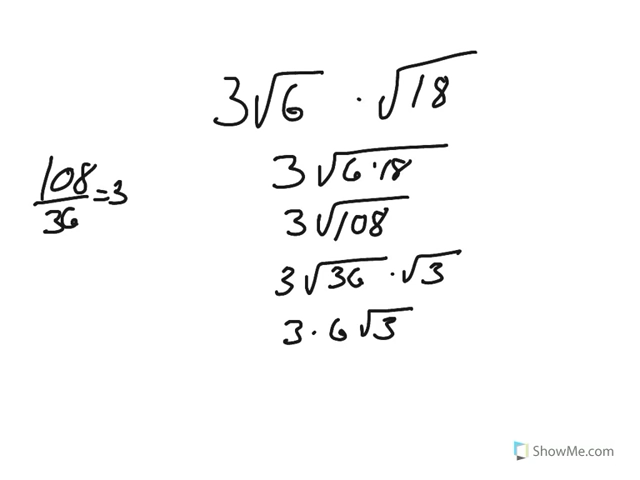 3√6 · √18
3√6·18
3√108
3√36 · √3
3 · 6√3
108/36 = 3
ShowMe.com